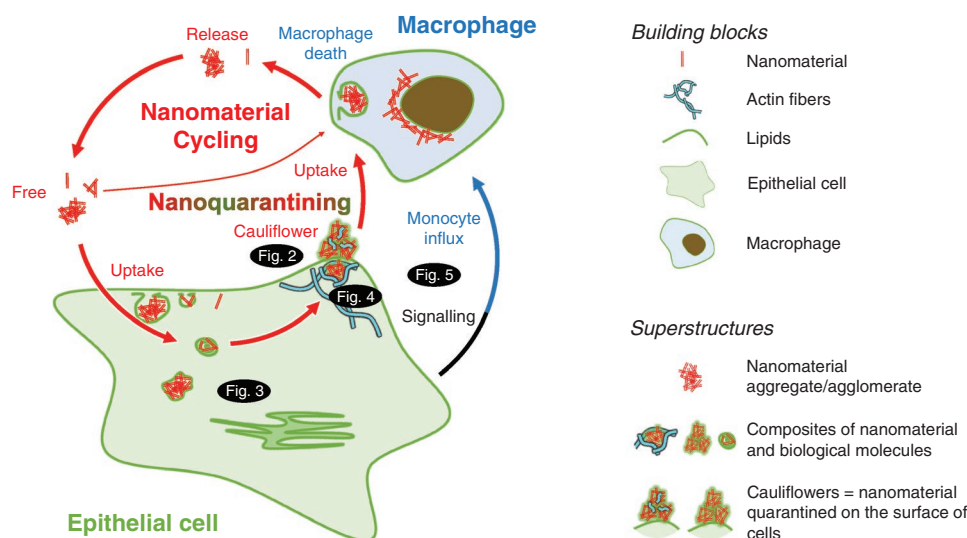 Macrophage
Release
Macrophage
death
Nanomaterial
Cycling
Free
Uptake
Nanoquarantining
Cauliflower
Fig. 2
Monocyte
influx
Fig. 5
Uptake
Fig. 4
Signalling
Fig. 3
Epithelial cell
Building blocks
Nanomaterial
Actin fibers
Lipids
Epithelial cell
Macrophage
Superstructures
Nanomaterial
aggregate/agglomerate
Composites of nanomaterial
and biological molecules
Cauliflowers = nanomaterial
quarantined on the surface of
cells